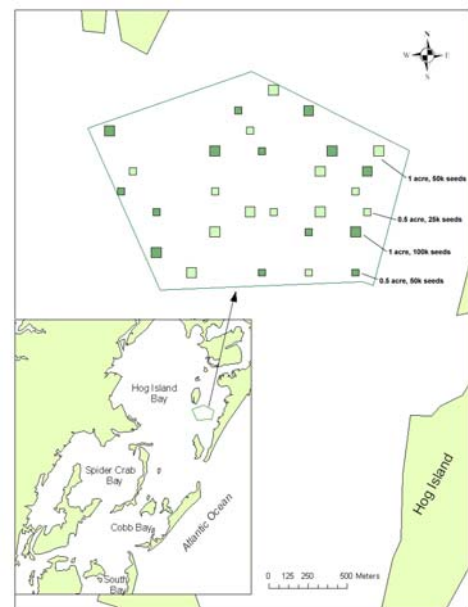 N
W E
S
1 acre, 50k seeds
0.5 acre, 25k seeds
1 acre, 100k seeds
0.5 acre, 50k seeds
Hog Island
Bay
Spider Crab
Bay
Cobb Bay
South
Bay
Atlantic Ocean
Hog Island
0 125 250 500 Meters